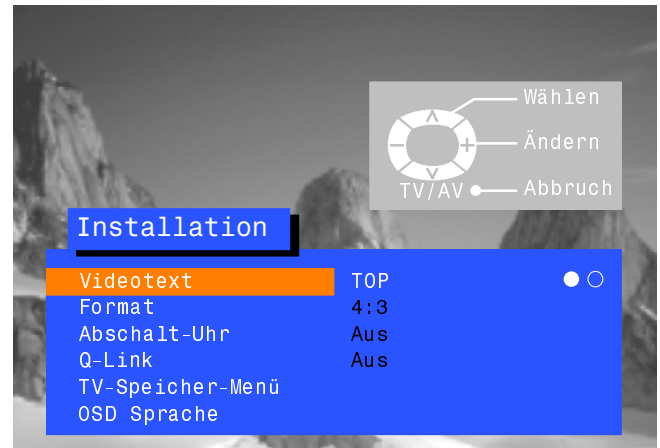 Wählen
Ändern
TV/AV Abbruch
Installation
Videotext TOP
Format 4:3
Abschalt-Uhr Aus
Q-Link Aus
TV-Speicher-Menü
OSD Sprache